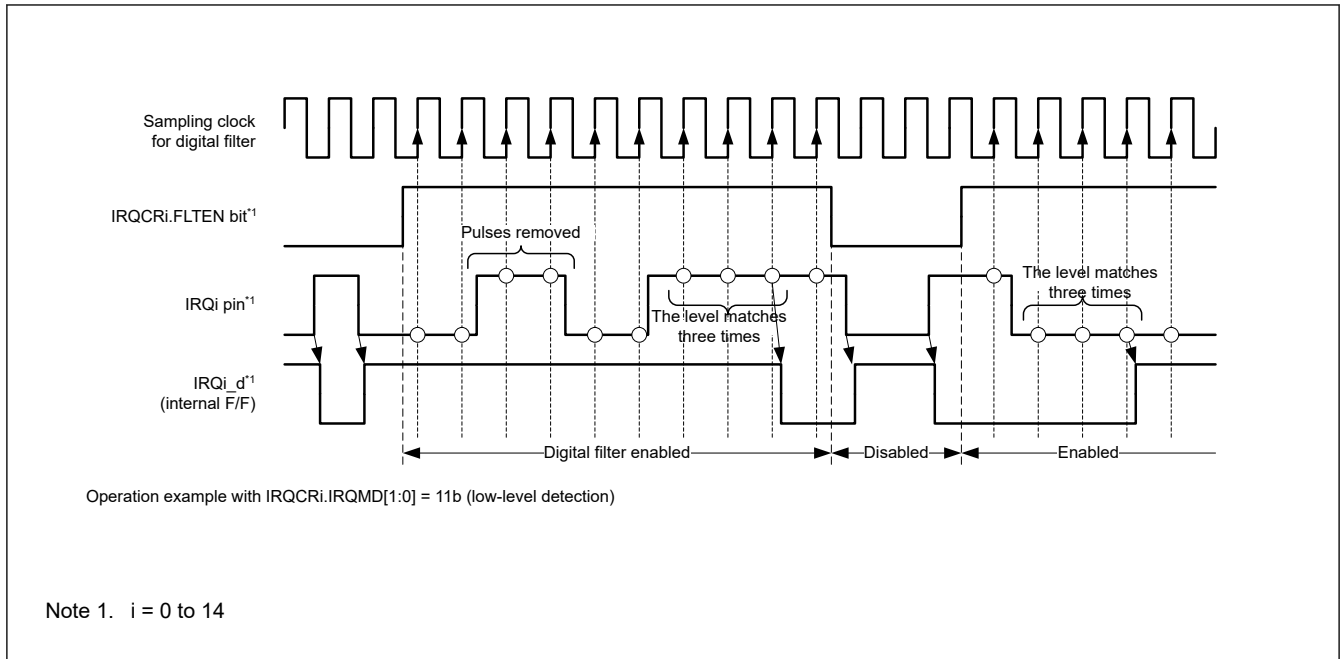 Sampling clock
for digital filter
IRQCRi.FLTEN bit*1
Pulses removed
IRQi pin*1
The level matches
three times
The level matches
three times
IRQi_d*1
(internal F/F)
Digital filter enabled
Disabled
Enabled
Operation example with IRQCRi.IRQMD[1:0] = 11b (low-level detection)
Note 1. i = 0 to 14